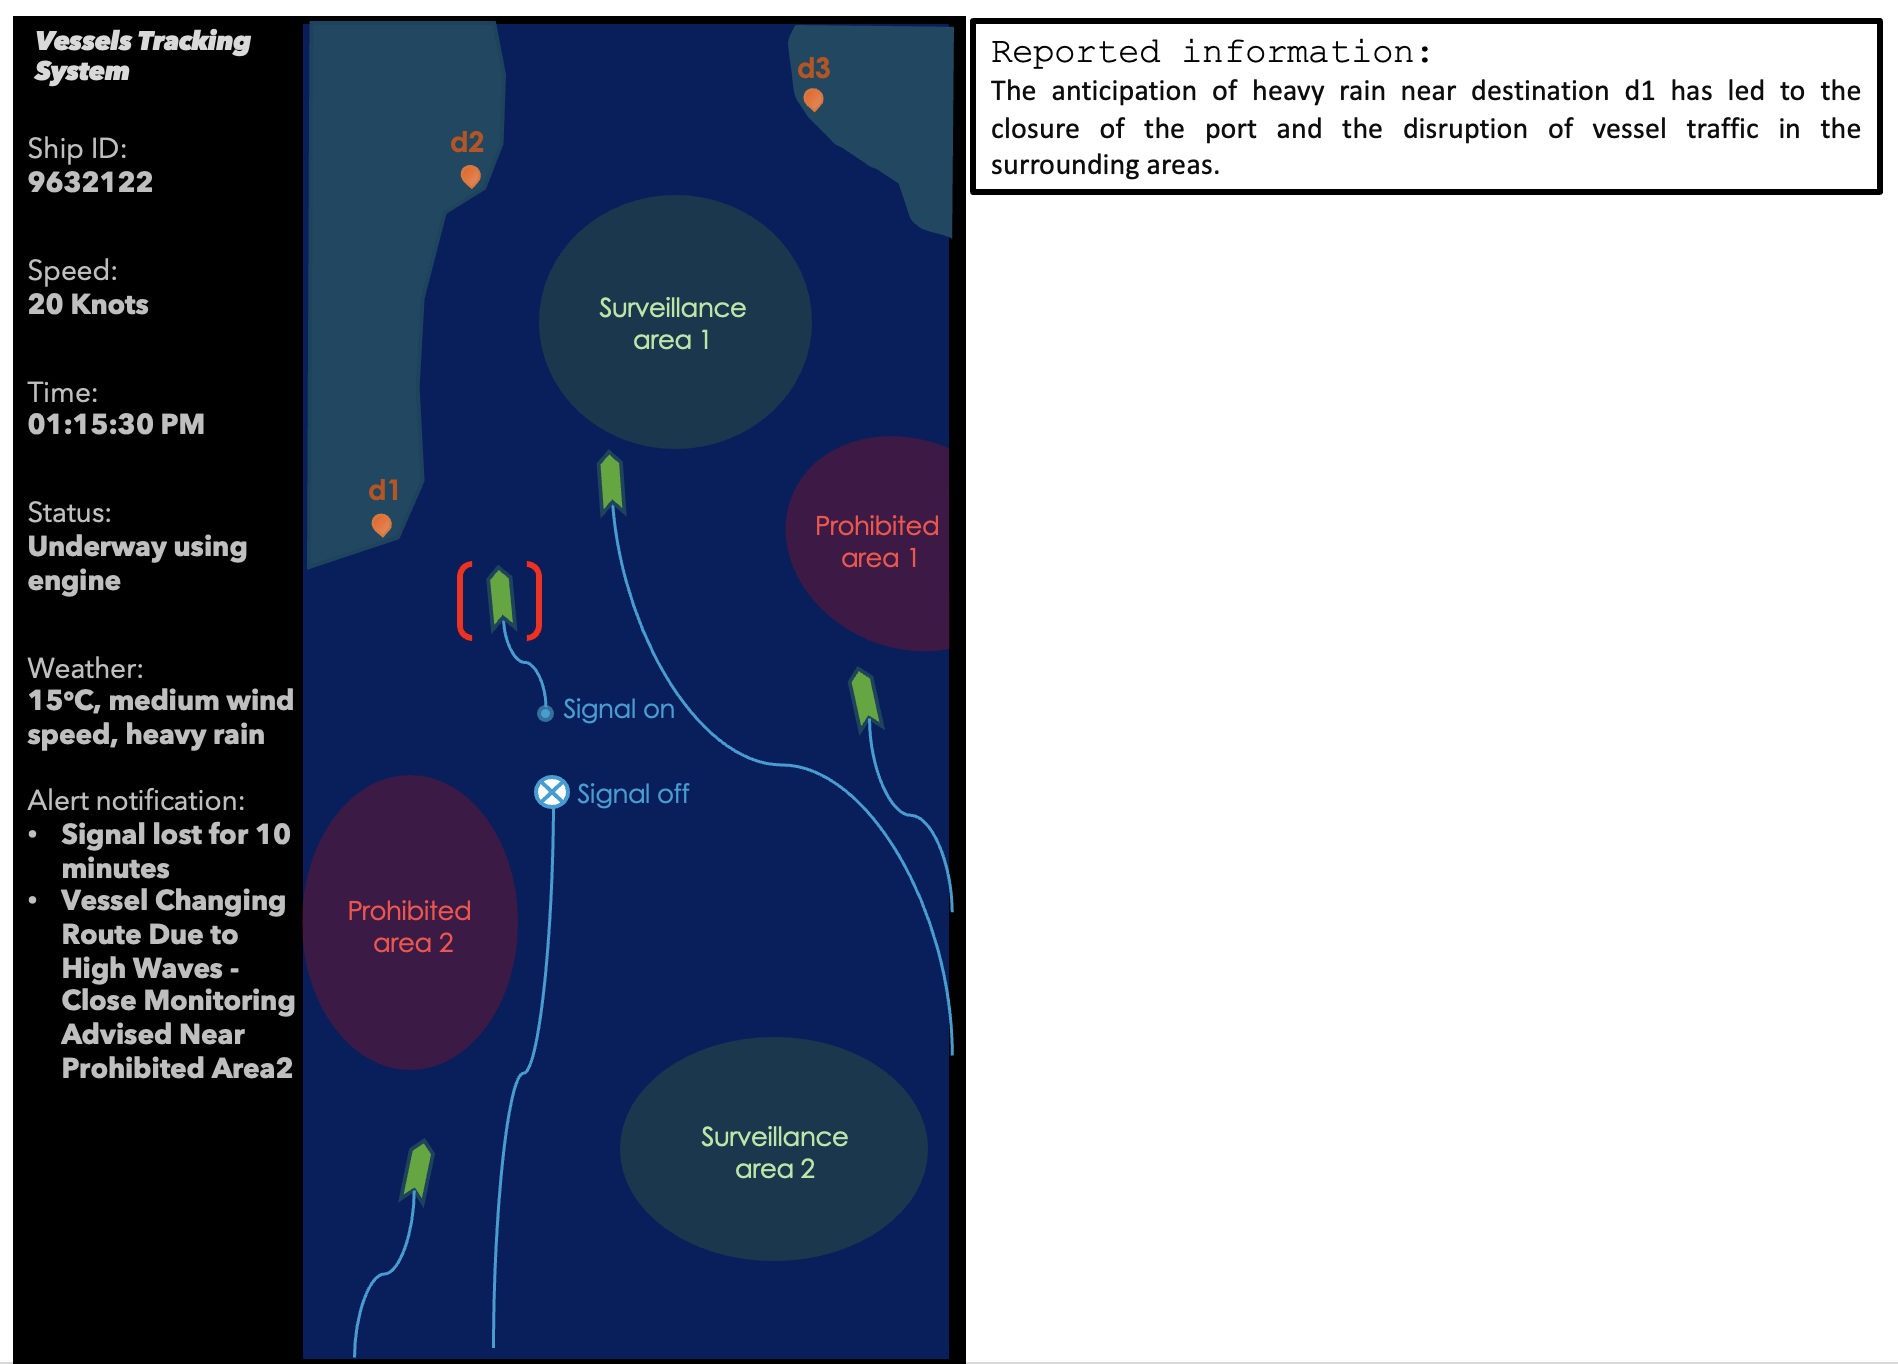 Vessels Tracking
System
Ship ID:
9632122
Speed:
20 Knots
Time:
01:15:30 PM
Status:
Underway using
engine
Weather:
15°C, medium wind
speed, heavy rain
Alert notification:
• Signal lost for 10
minutes
• Vessel Changing
Route Due to
High Waves -
Close Monitoring
Advised Near
Prohibited Area2
d3
d2
Surveillance
area 1
d1
Prohibited
area 1
Signal on
Signal off
Prohibited
area 2
Surveillance
area 2
Reported information:
The anticipation of heavy rain near destination d1 has led to the
closure of the port and the disruption of vessel traffic in the
surrounding areas.